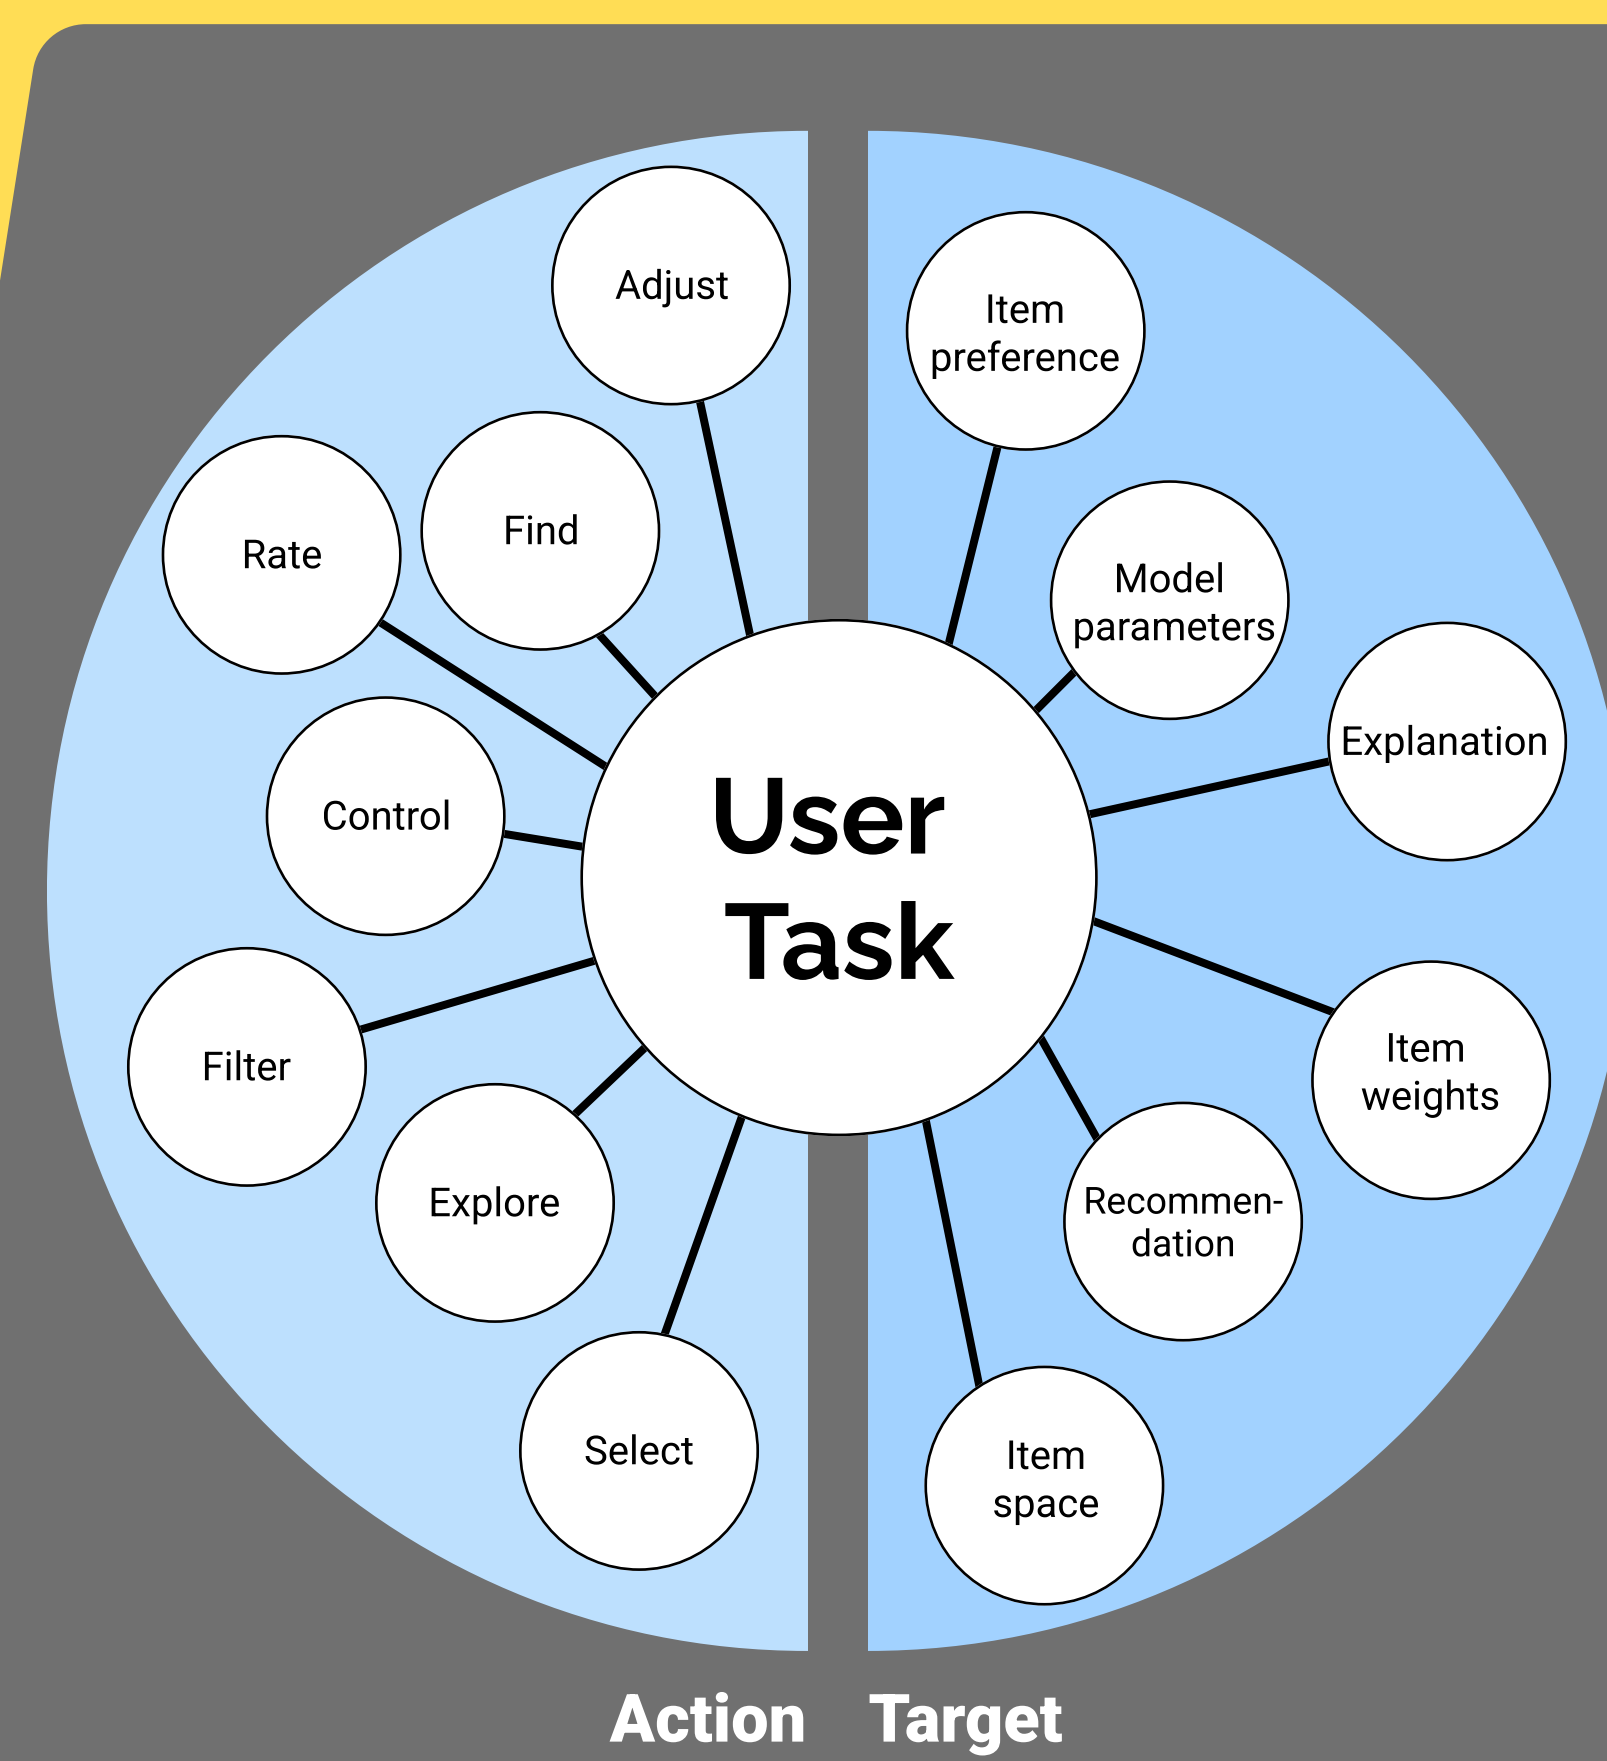 Adjust
Find
Rate
Control
Filter
Explore
Select
User
Task
Item
preference
Model
parameters
Explanation
Item
weights
Recommen-
dation
Item
space
Action
Target